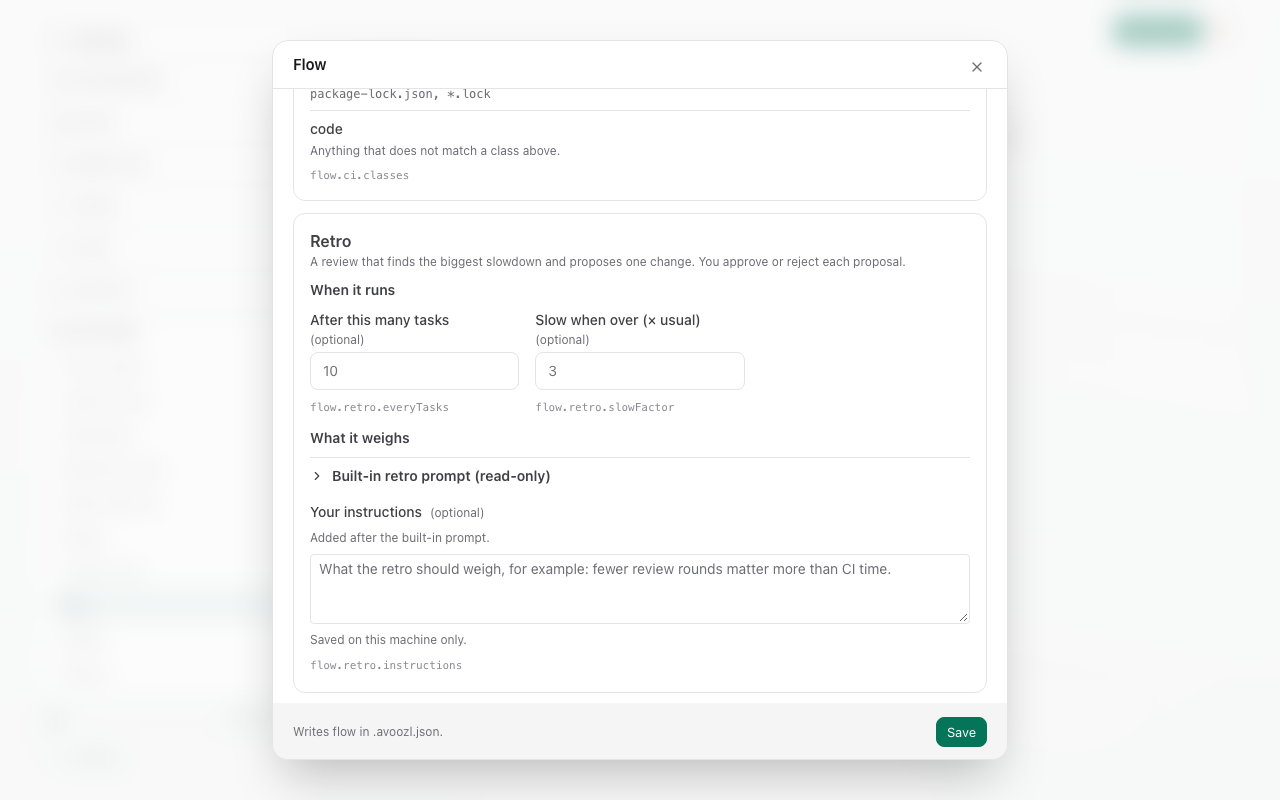 Flow
package-lock.json, *.lock
code
Anything that does not match a class above.
flow.ci.classes
Retro
A review that finds the biggest slowdown and proposes one change. You approve or reject each proposal.
When it runs
After this many tasks
(optional)
10
flow.retro.everyTasks
Slow when over (× usual)
(optional)
3
flow.retro.slowFactor
What it weighs
Built-in retro prompt (read-only)
Your instructions (optional)
Added after the built-in prompt.
What the retro should weigh, for example: fewer review rounds matter more than CI time.
Saved on this machine only.
flow.retro.instructions
Writes flow in .avoozl.json.
Save